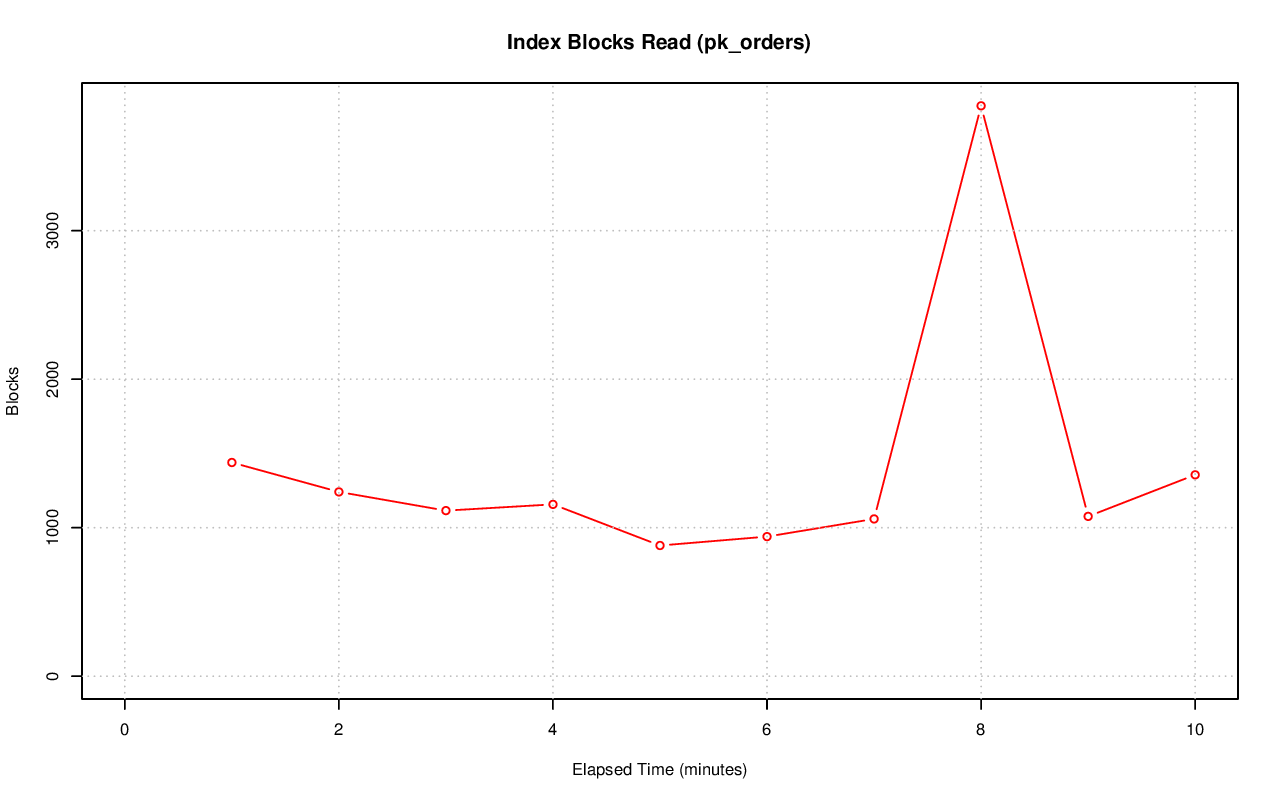 Index Blocks Read (pk_orders)
Blocks
3000
2000
1000
0
0 2 4 6 8 10
Elapsed Time (minutes)